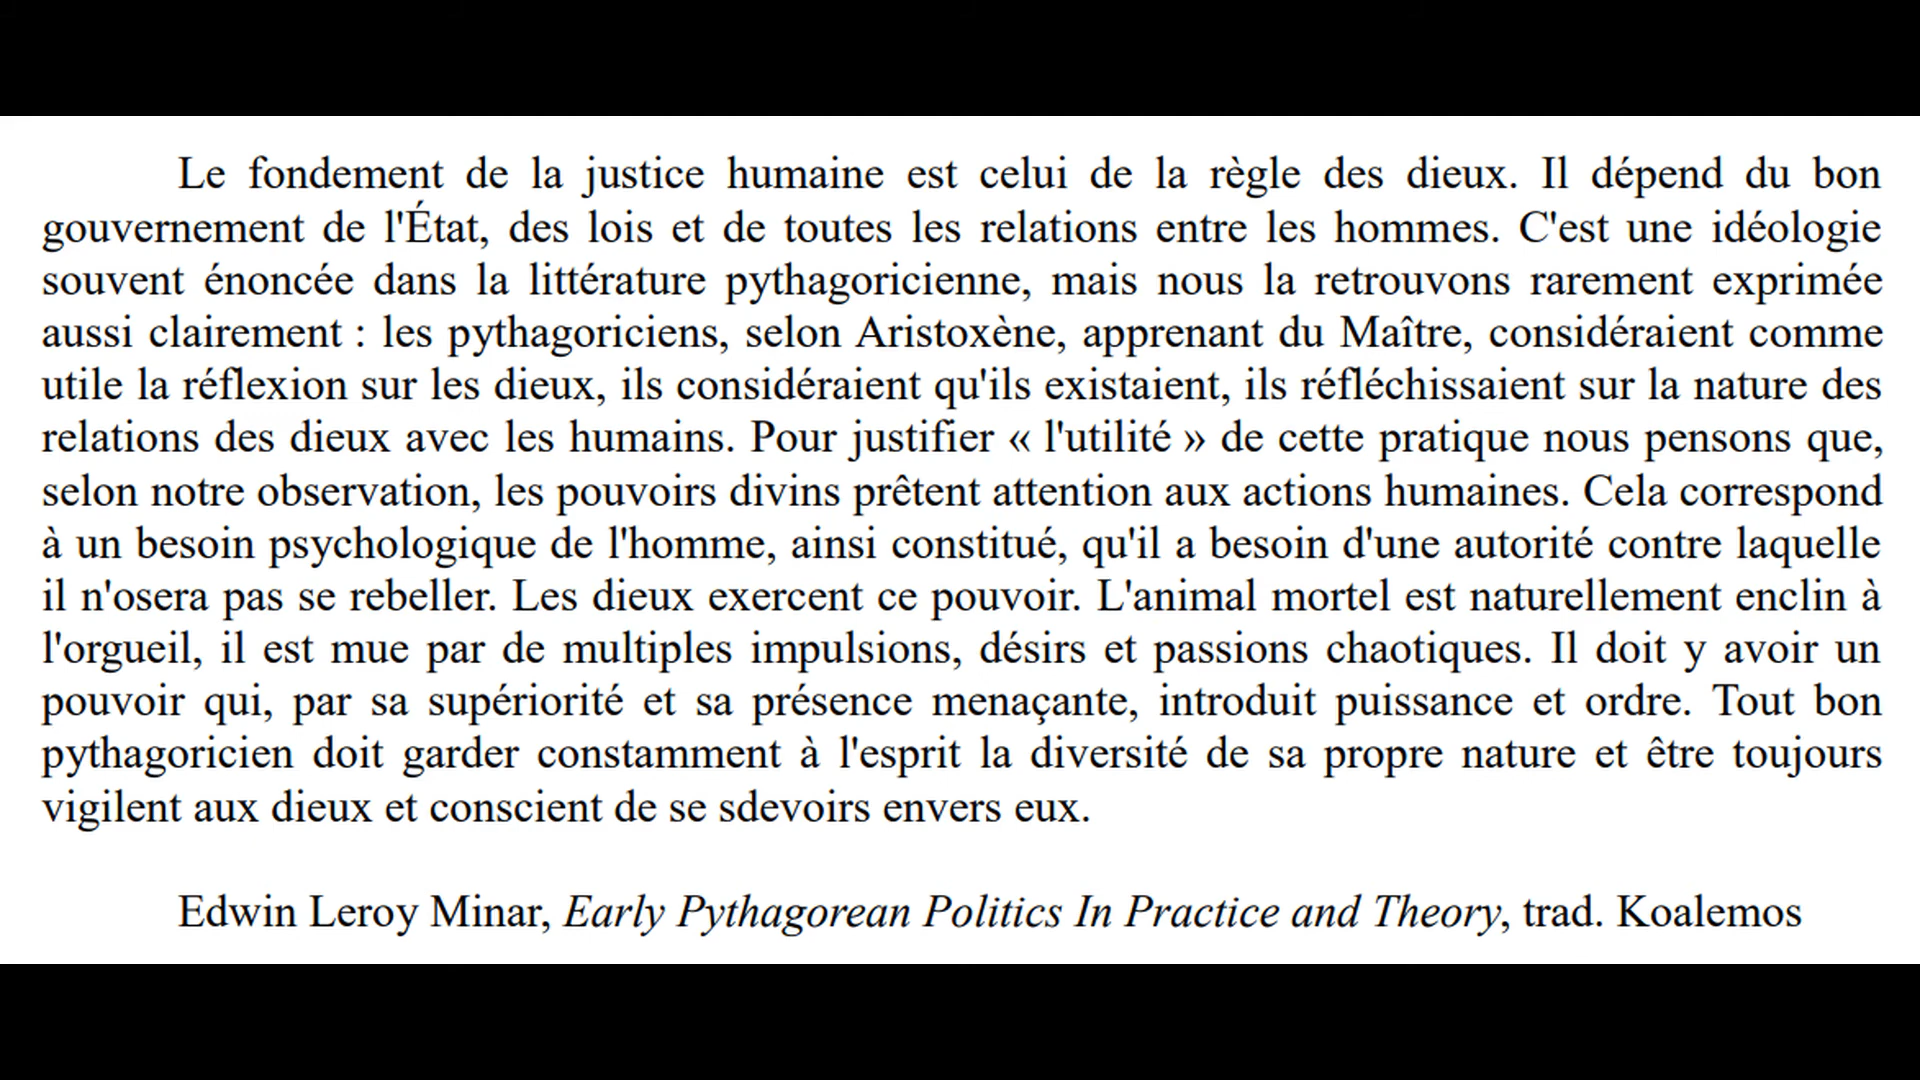 Le fondement de la justice humaine est celui de la règle des dieux. Il dépend du bon
gouvernement de l'État, des lois et de toutes les relations entre les hommes. C'est une idéologie
souvent énoncée dans la littérature pythagoricienne, mais nous la retrouvons rarement exprimée
aussi clairement : les pythagoriciens, selon Aristoxène, apprenant du Maître, considéraient comme
utile la réflexion sur les dieux, ils considéraient qu'ils existaient, ils réfléchissaient sur la nature des
relations des dieux avec les humains. Pour justifier « l'utilité » de cette pratique nous pensons que,
selon notre observation, les pouvoirs divins prêtent attention aux actions humaines. Cela correspond
à un besoin psychologique de l'homme, ainsi constitué, qu'il a besoin d'une autorité contre laquelle
il n'osera pas se rebeller. Les dieux exercent ce pouvoir. L'animal mortel est naturellement enclin à
l'orgueil, il est mue par de multiples impulsions, désirs et passions chaotiques. Il doit y avoir un
pouvoir qui, par sa supériorité et sa présence menaçante, introduit puissance et ordre. Tout bon
pythagoricien doit garder constamment à l'esprit la diversité de sa propre nature et être toujours
vigilent aux dieux et conscient de se sdevoirs envers eux.
Edwin Leroy Minar, Early Pythagorean Politics In Practice and Theory, trad. Koalemos